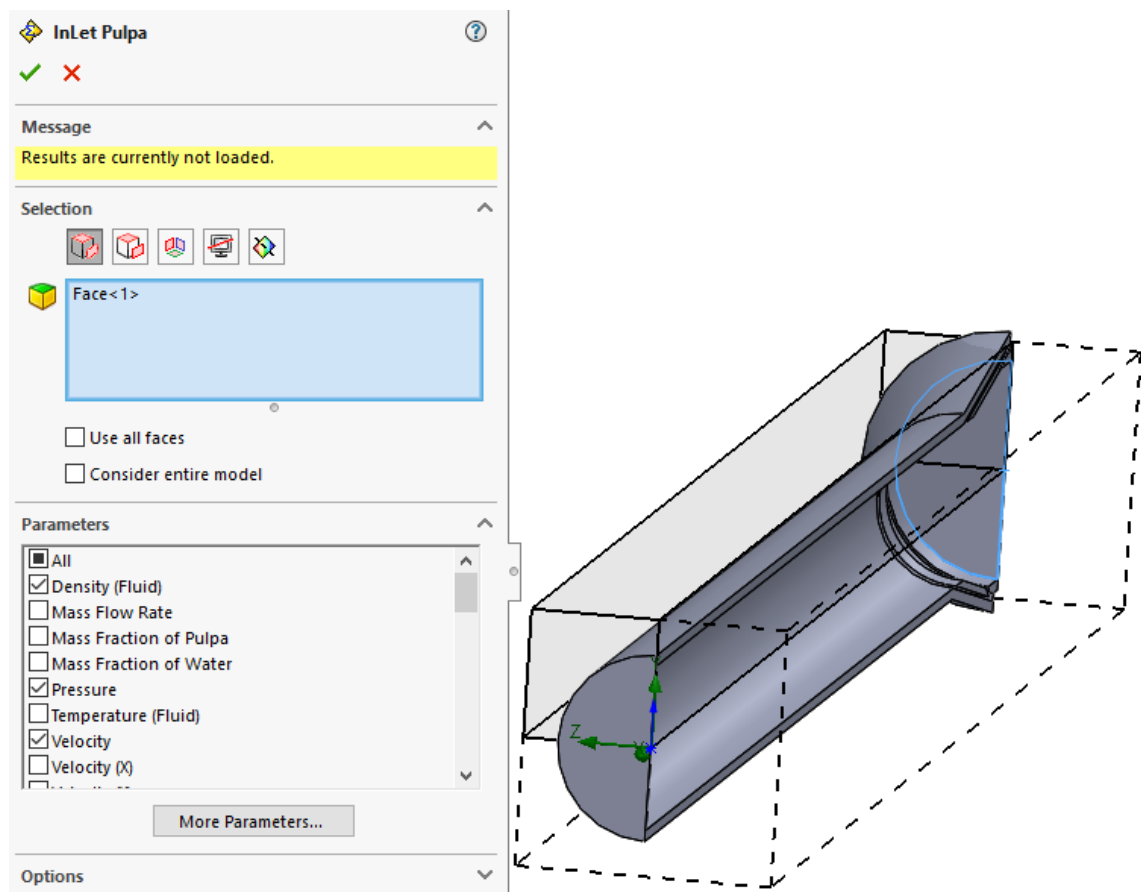 InLet Pulpa
Message
Results are currently not loaded.
Selection
Face<1>
Use all faces
Consider entire model
Parameters
All
Density (Fluid)
Mass Flow Rate
Mass Fraction of Pulpa
Mass Fraction of Water
Pressure
Temperature (Fluid)
Velocity
Velocity (X)
More Parameters...
Options
Z